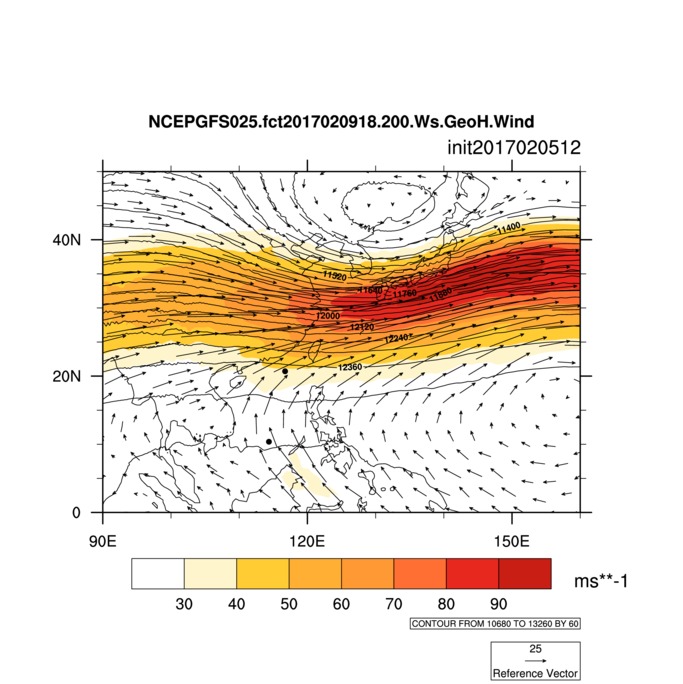 NCEPGFS025.fct2017020918.200.Ws.GeoH.Wind
init2017020512
11400
40N
11520
11640
11760
11880
12000
12120
12240
12360
20N
0
90E 120E 150E
ms**-1
30 40 50 60 70 80 90
CONTOUR FROM 10680 TO 13260 BY 60
25
Reference Vector